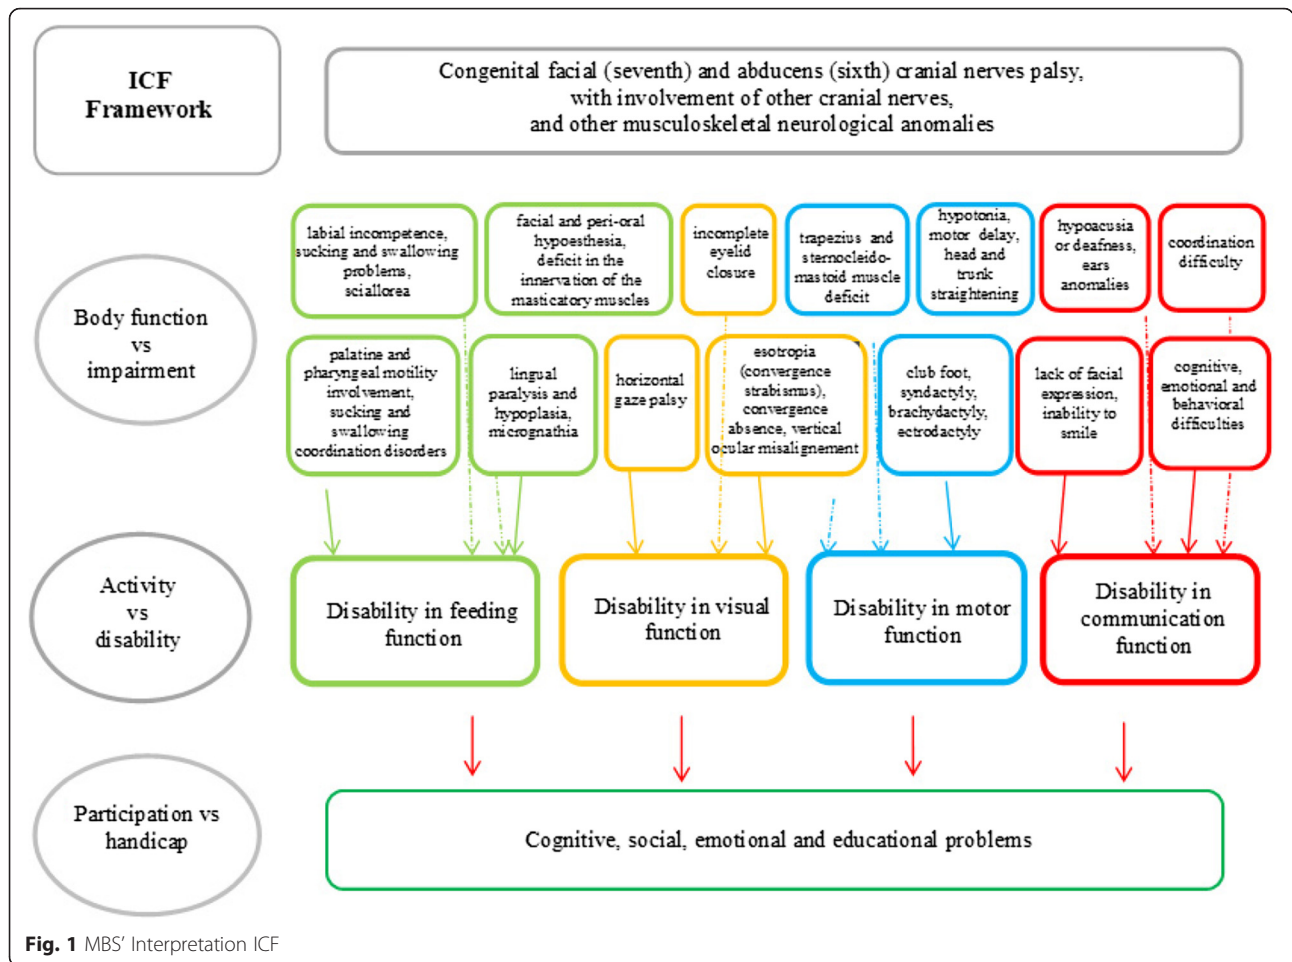 ICF
Framework
Congenital facial (seventh) and abducens (sixth) cranial nerves palsy,
with involvement of other cranial nerves,
and other musculoskeletal neurological anomalies
Body function
vs
impairment
labial incompetence,
sucking and swallowing
problems,
sciallorea
facial and peri-oral
hypoesthesia,
deficit in the
innervation of the
masticatory muscles
incomplete
eyelid
closure
trapezius and
sternocleido-
mastoid muscle
deficit
hypotonia,
motor delay,
head and
trunk
straightening
hypoacusia
or deafness,
ears
anomalies
coordination
difficulty
palatine and
pharyngeal motility
involvement,
sucking and
swallowing
coordination disorders
lingual
paralysis and
hypoplasia,
micrognathia
horizontal
gaze palsy
esotropia
(convergence
strabismus),
convergence
absence, vertical
ocular misalignement
club foot,
syndactyly,
brachydactyly,
ectrodactyly
lack of facial
expression,
inability to
smile
cognitive,
emotional and
behavioral
difficulties
Activity
vs
disability
Disability in feeding
function
Disability in visual
function
Disability in motor
function
Disability in
communication
function
Participation vs
handicap
Cognitive, social, emotional and educational problems
Fig. 1 MBS' Interpretation ICF